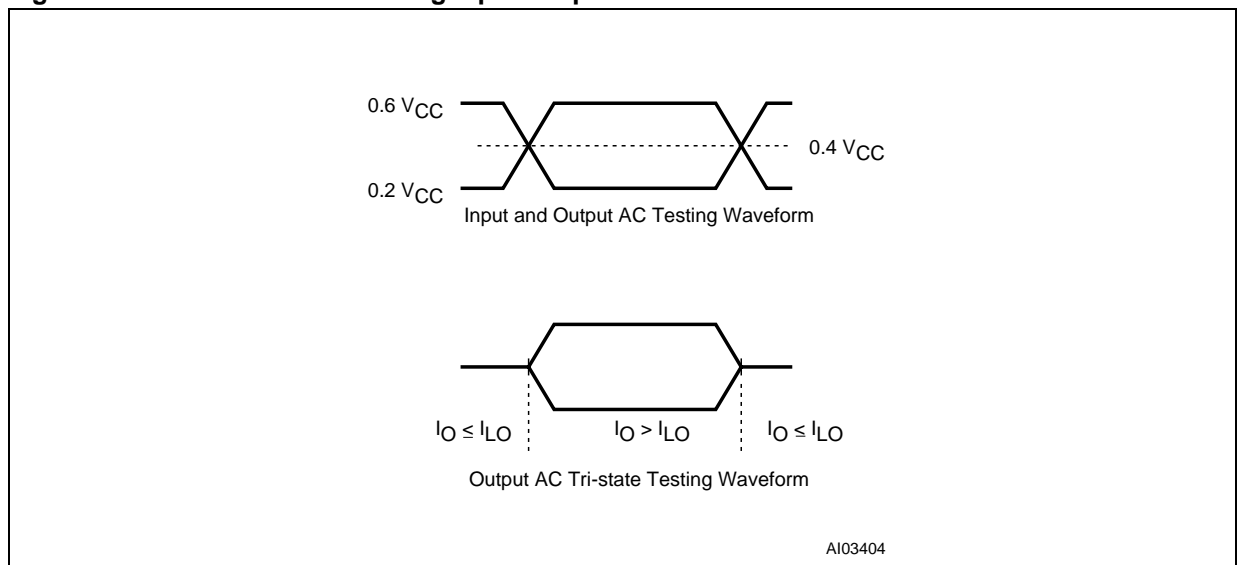 0.6 VCC
0.4 VCC
0.2 VCC
Input and Output AC Testing Waveform
IO ≤ ILO IO > ILO IO ≤ ILO
Output AC Tri-state Testing Waveform
AI03404